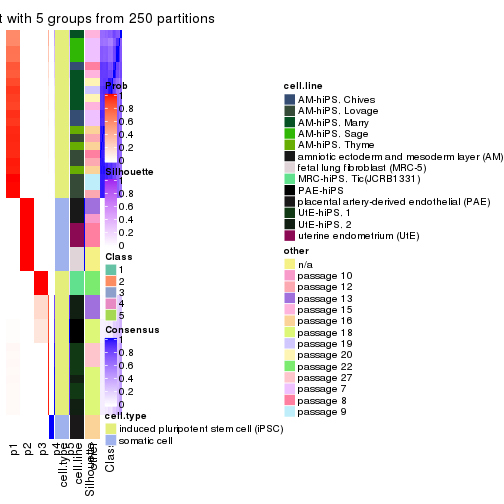 t with 5 groups from 250 partitions
Prob
1
0.8
0.6
0.4
0.2
0
Silhouette
1
0.8
0.6
0.4
0.2
0
Class
1
2
3
4
5
Consensus
1
0.8
0.6
0.4
0.2
0
cell.type
induced pluripotent stem cell (iPSC)
somatic cell
cell.line
AM-hiPS. Chives
AM-hiPS. Lovage
AM-hiPS. Marry
AM-hiPS. Sage
AM-hiPS. Thyme
amniotic ectoderm and mesoderm layer (AM)
fetal lung fibroblast (MRC-5)
MRC-hiPS. Tic(JCRB1331)
PAE-hiPS
placental artery-derived endothelial (PAE)
UtE-hiPS. 1
UtE-hiPS. 2
uterine endometrium (UtE)
other
n/a
passage 10
passage 12
passage 13
passage 15
passage 16
passage 18
passage 19
passage 20
passage 22
passage 27
passage 7
passage 8
passage 9
p1
p2
p3
p4
p5
cell.type
cell.line
Silhouette
other
Class